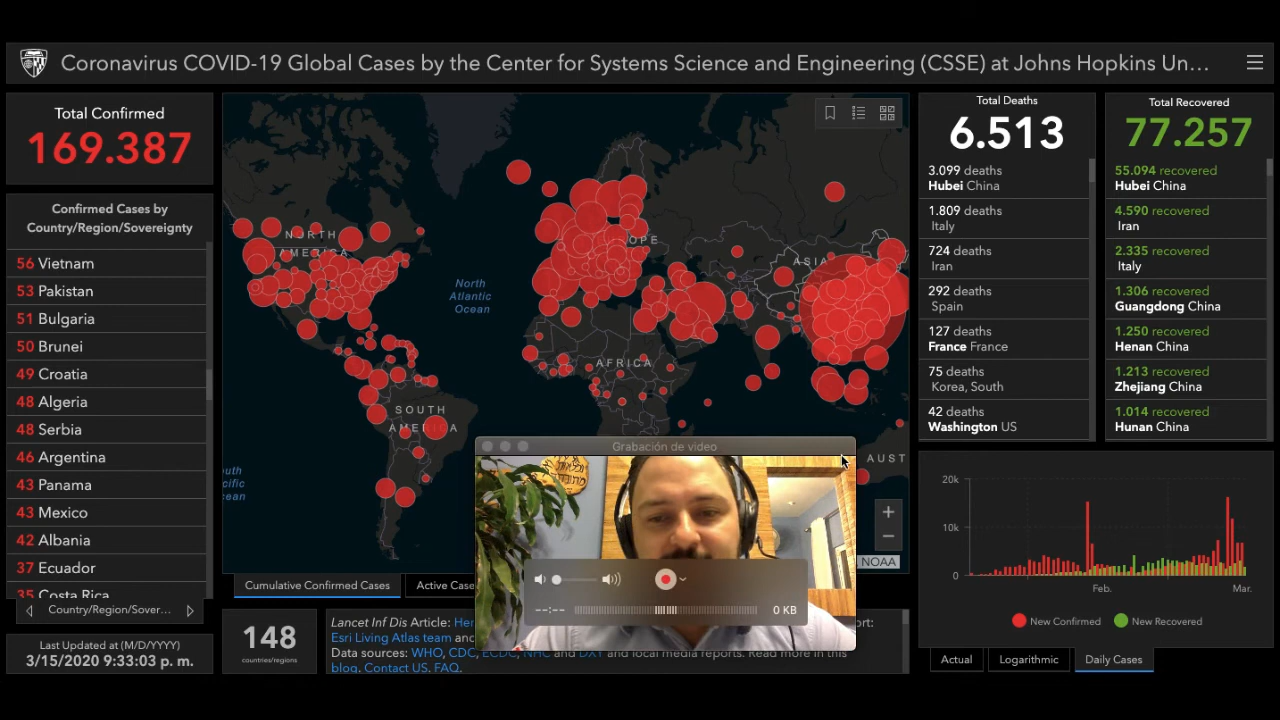 Coronavirus COVID-19 Global Cases by the Center for Systems Science and Engineering (CSSE) at Johns Hopkins Un...
Total Confirmed
169.387
Confirmed Cases by
Country/Region/Sovereignty
56 Vietnam
53 Pakistan
51 Bulgaria
50 Brunei
49 Croatia
48 Algeria
48 Serbia
46 Argentina
43 Panama
43 Mexico
42 Albania
37 Ecuador
35 Costa Rica
Country/Region/Sover...
Last Updated at (M/D/YYYY)
3/15/2020 9:33:03 p. m.
NORTH
AMERICA
North
Atlantic
Ocean
OPE
ASIA
AFRICA
SOUTH
AMERICA
AUST
outh
cific
ean
NOAA
Grabación de video
--:--
0 KB
Cumulative Confirmed Cases
Active Case
148
countries/regions
Lancet Inf Dis Article: Her
ort:
Esri Living Atlas team and
Data sources: WHO, CDC, ECDC, NHC and DXY and local media reports. Read more in this
blog. Contact US. FAQ.
Total Deaths
6.513
3.099 deaths
Hubei China
1.809 deaths
Italy
724 deaths
Iran
292 deaths
Spain
127 deaths
France France
75 deaths
Korea, South
42 deaths
Washington US
Total Recovered
77.257
55.094 recovered
Hubei China
4.590 recovered
Iran
2.335 recovered
Italy
1.306 recovered
Guangdong China
1.250 recovered
Henan China
1.213 recovered
Zhejiang China
1.014 recovered
Hunan China
20k
10k
0
Feb.
Mar.
New Confirmed
New Recovered
Actual
Logarithmic
Daily Cases